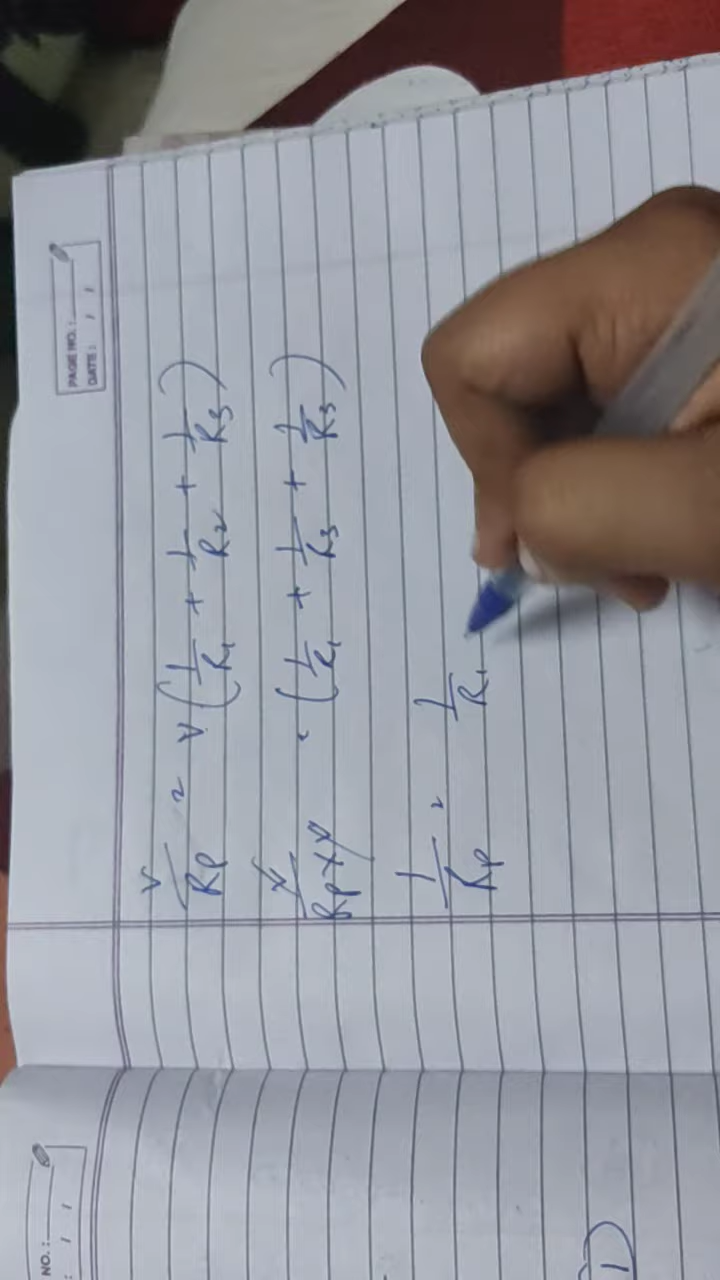 PAGE NO. :
DATE : / /
V/Rp = V(1/R1 + 1/R2 + 1/R3)
V/Rp×V = (1/R1 + 1/R3 + 1/R3)
1/Rp = 1/R1
NO. :
: / /